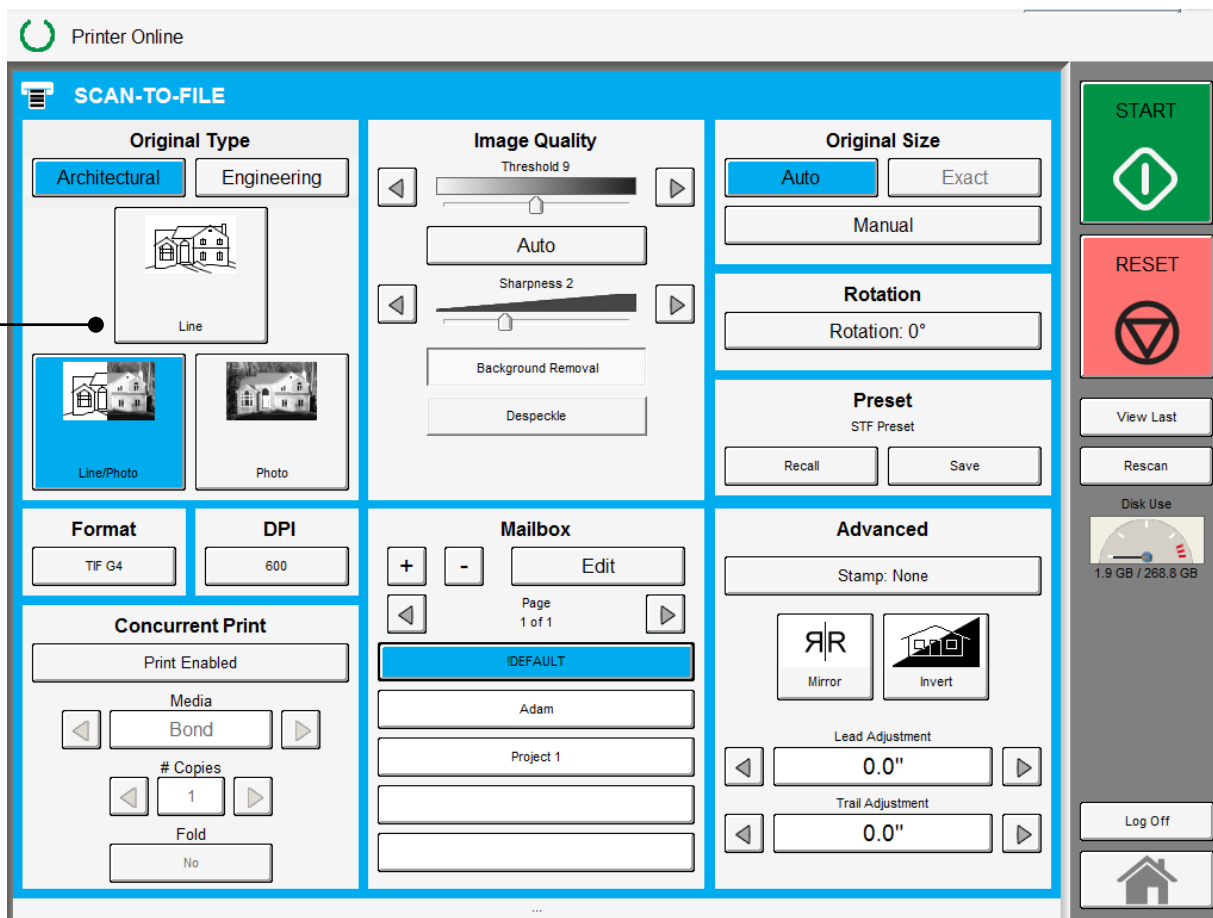 Printer Online
SCAN-TO-FILE
Original Type
Architectural
Engineering
Line
Line/Photo
Photo
Image Quality
Threshold 9
Auto
Sharpness 2
Background Removal
Despeckle
Original Size
Auto
Exact
Manual
Rotation
Rotation: 0°
Preset
STF Preset
Recall
Save
Format
TIF G4
DPI
600
Concurrent Print
Print Enabled
Media
Bond
# Copies
1
Fold
No
Mailbox
+
-
Edit
Page
1 of 1
!DEFAULT
Adam
Project 1
Advanced
Stamp: None
ЯR
Mirror
Invert
Lead Adjustment
0.0"
Trail Adjustment
0.0"
...
START
RESET
View Last
Rescan
Disk Use
1.9 GB / 268.8 GB
Log Off